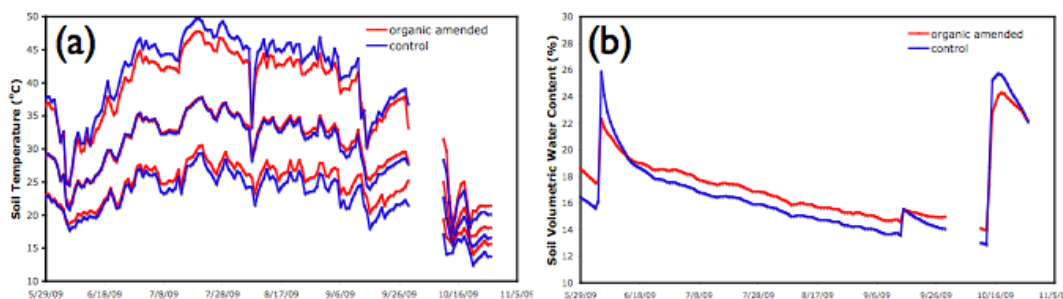 (a)
organic amended
control
Soil Temperature (°C)
50
45
40
35
30
25
20
15
10
5/29/09 6/18/09 7/8/09 7/28/09 8/17/09 9/6/09 9/26/09 10/16/09 11/5/09
(b)
organic amended
control
Soil Volumetric Water Content (%)
30
28
26
24
22
20
18
16
14
12
10
5/29/09 6/18/09 7/8/09 7/28/09 8/17/09 9/6/09 9/26/09 10/16/09 11/5/0